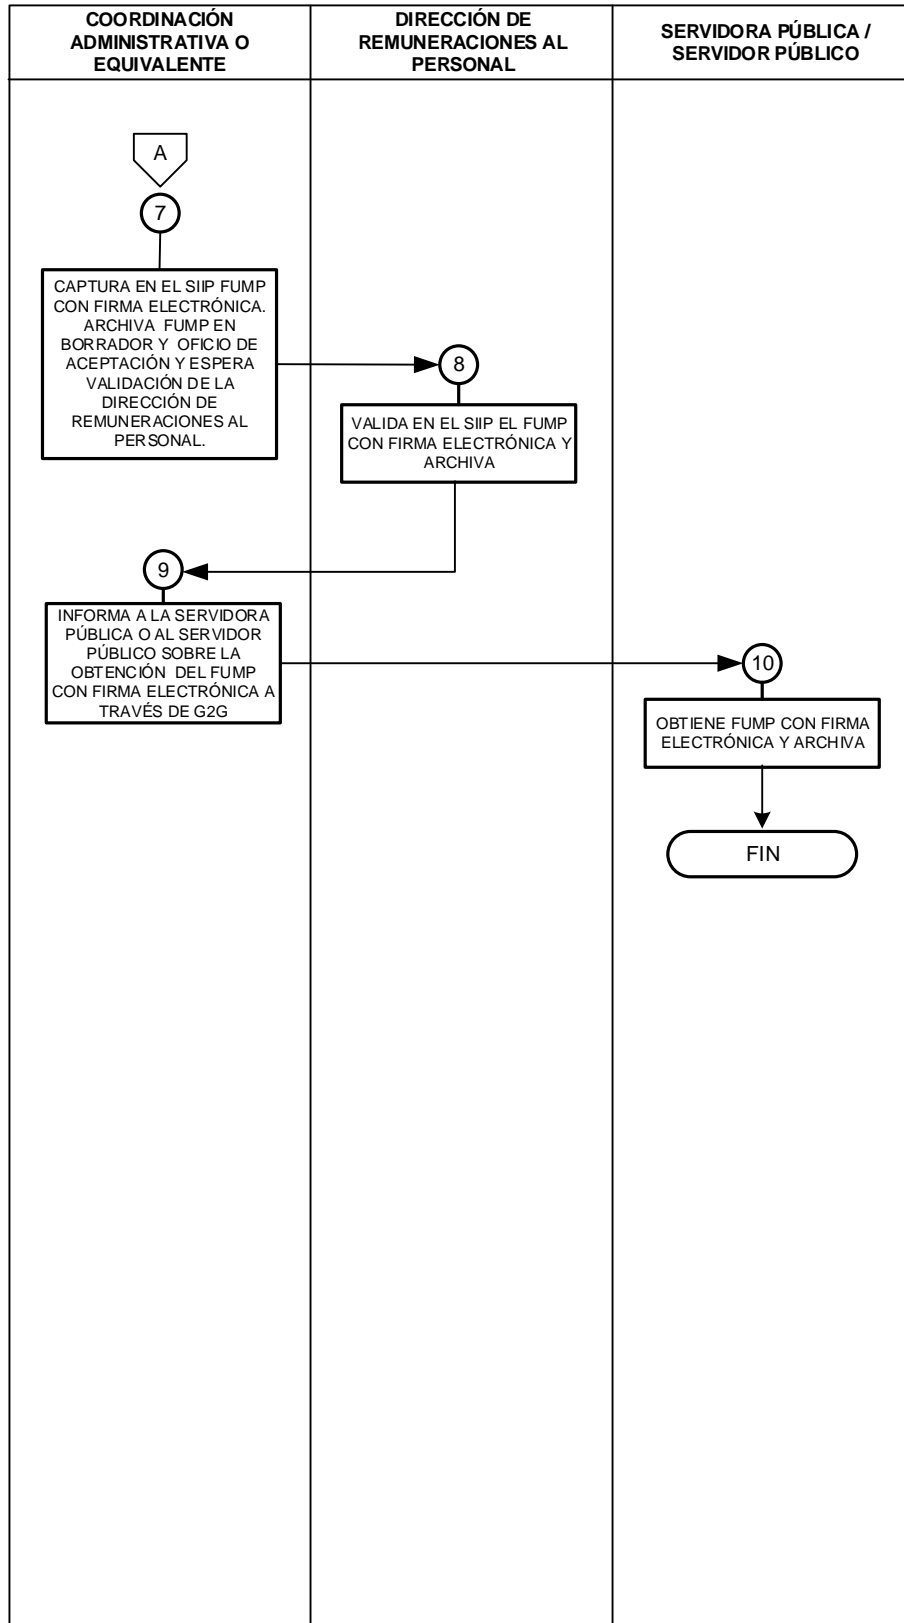 COORDINACIÓN
ADMINISTRATIVA O
EQUIVALENTE
DIRECCIÓN DE
REMUNERACIONES AL
PERSONAL
SERVIDORA PÚBLICA /
SERVIDOR PÚBLICO
A
7
CAPTURA EN EL SIIP FUMP
CON FIRMA ELECTRÓNICA.
ARCHIVA FUMP EN
BORRADOR Y OFICIO DE
ACEPTACIÓN Y ESPERA
VALIDACIÓN DE LA
DIRECCIÓN DE
REMUNERACIONES AL
PERSONAL.
8
VALIDA EN EL SIIP EL FUMP
CON FIRMA ELECTRÓNICA Y
ARCHIVA
9
INFORMA A LA SERVIDORA
PÚBLICA O AL SERVIDOR
PÚBLICO SOBRE LA
OBTENCIÓN DEL FUMP
CON FIRMA ELECTRÓNICA A
TRAVÉS DE G2G
10
OBTIENE FUMP CON FIRMA
ELECTRÓNICA Y ARCHIVA
FIN